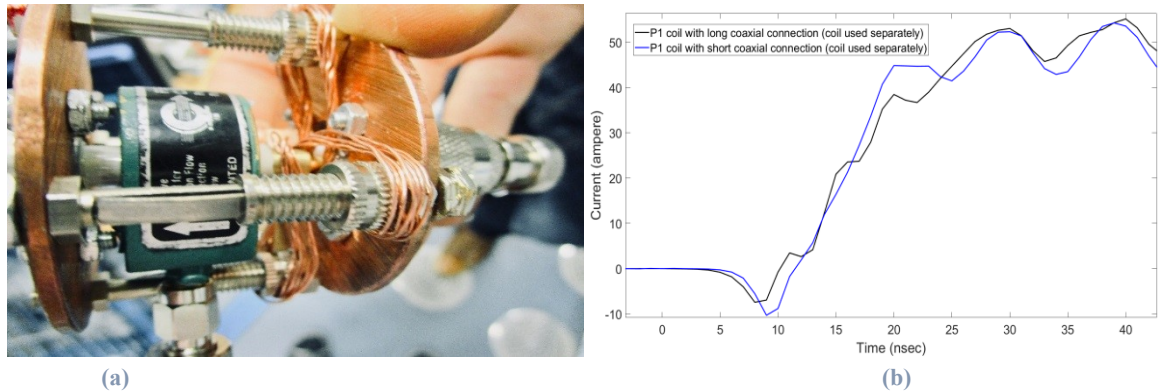 Flow
P1 coil with long coaxial connection (coil used separately)
P1 coil with short coaxial connection (coil used separately)
50
40
30
20
10
0
-10
Current (ampere)
0
5
10
15
20
25
30
35
40
Time (nsec)
(a)
(b)